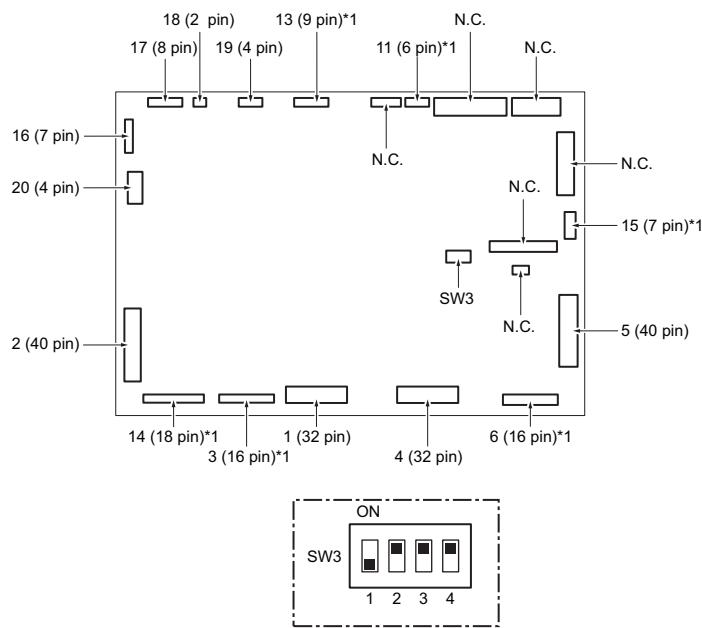 18 (2 pin) 13 (9 pin)*1 N.C.
17 (8 pin) 19 (4 pin) 11 (6 pin)*1 N.C.
16 (7 pin)
N.C.
N.C.
20 (4 pin)
N.C.
15 (7 pin)*1
SW3
N.C.
2 (40 pin)
5 (40 pin)
14 (18 pin)*1 1 (32 pin) 6 (16 pin)*1
3 (16 pin)*1 4 (32 pin)
ON
SW3
1 2 3 4